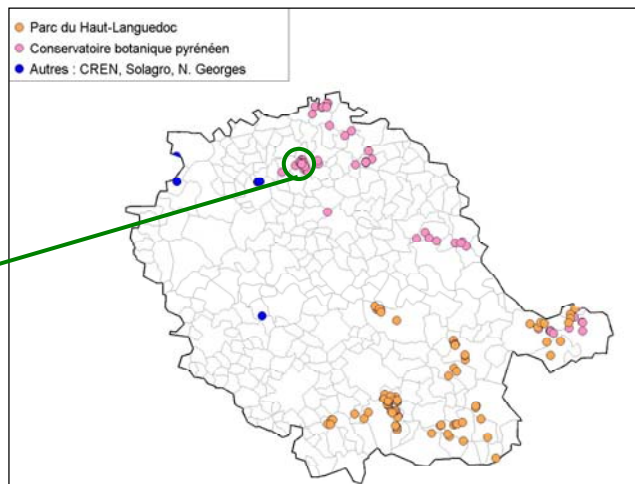 Parc du Haut-Languedoc
Conservatoire botanique pyrénéen
Autres : CREN, Solagro, N. Georges